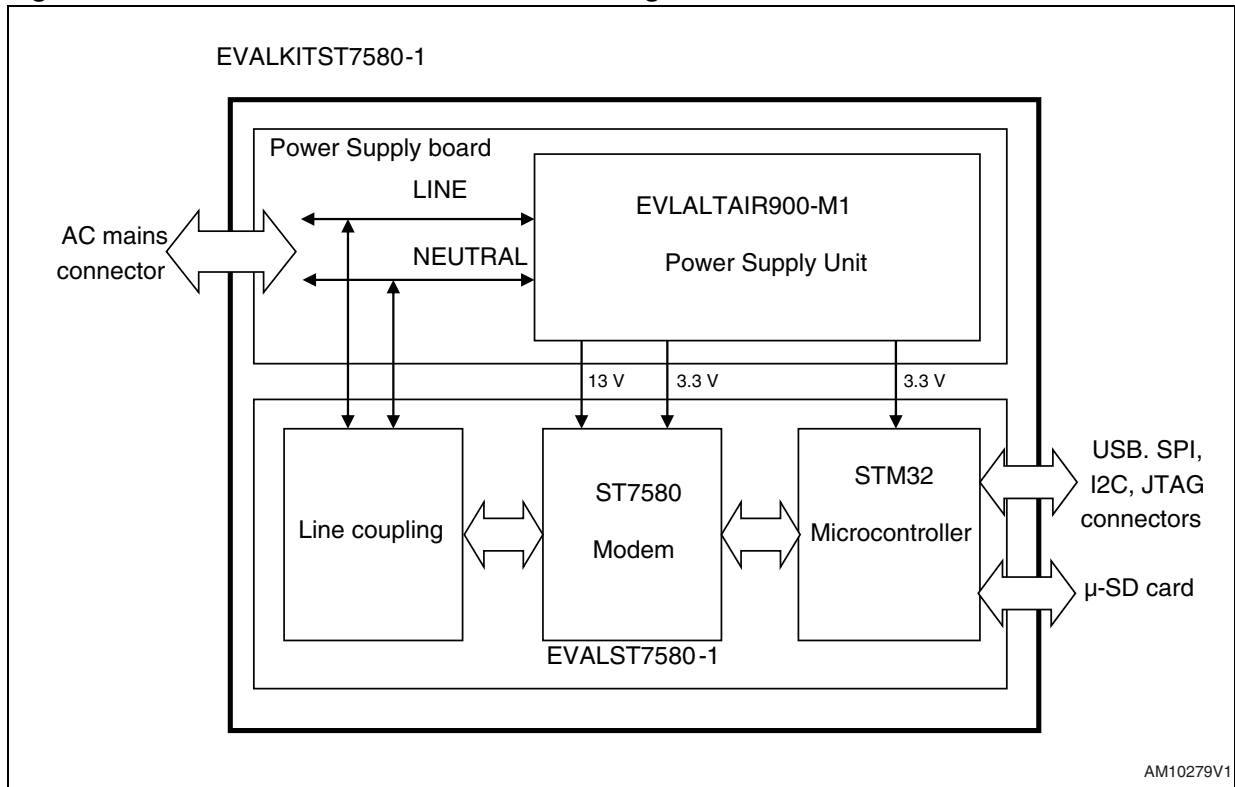 EVALKITST7580-1
Power Supply board
LINE
EVLALTAIR900-M1
AC mains
connector
NEUTRAL
Power Supply Unit
13 V
3.3 V
3.3 V
Line coupling
ST7580
Modem
STM32
Microcontroller
USB. SPI,
I2C, JTAG
connectors
µ-SD card
EVALST7580-1
AM10279V1